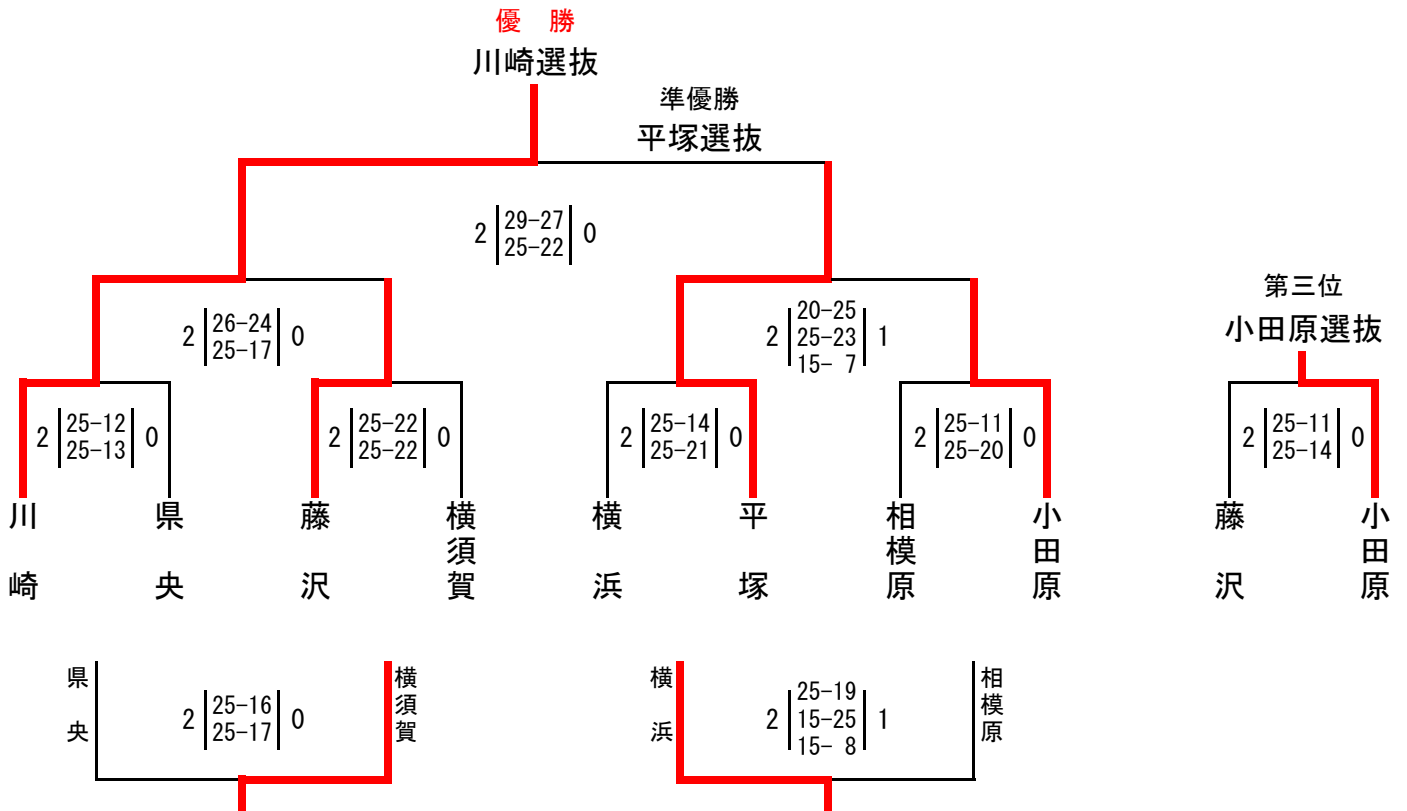 優 勝
川崎選抜
準優勝
平塚選抜
2 29-27 0
25-22
第三位
小田原選抜
2 26-24 0
25-17
20-25
2 25-23 1
15- 7
2 25-12 0
25-13
2 25-22 0
25-22
2 25-14 0
25-21
2 25-11 0
25-20
2 25-11 0
25-14
川崎
県央
藤沢
横須賀
横浜
平塚
相模原
小田原
藤沢
小田原
県央
2 25-16 0
25-17
横須賀
横浜
25-19
2 15-25 1
15- 8
相模原